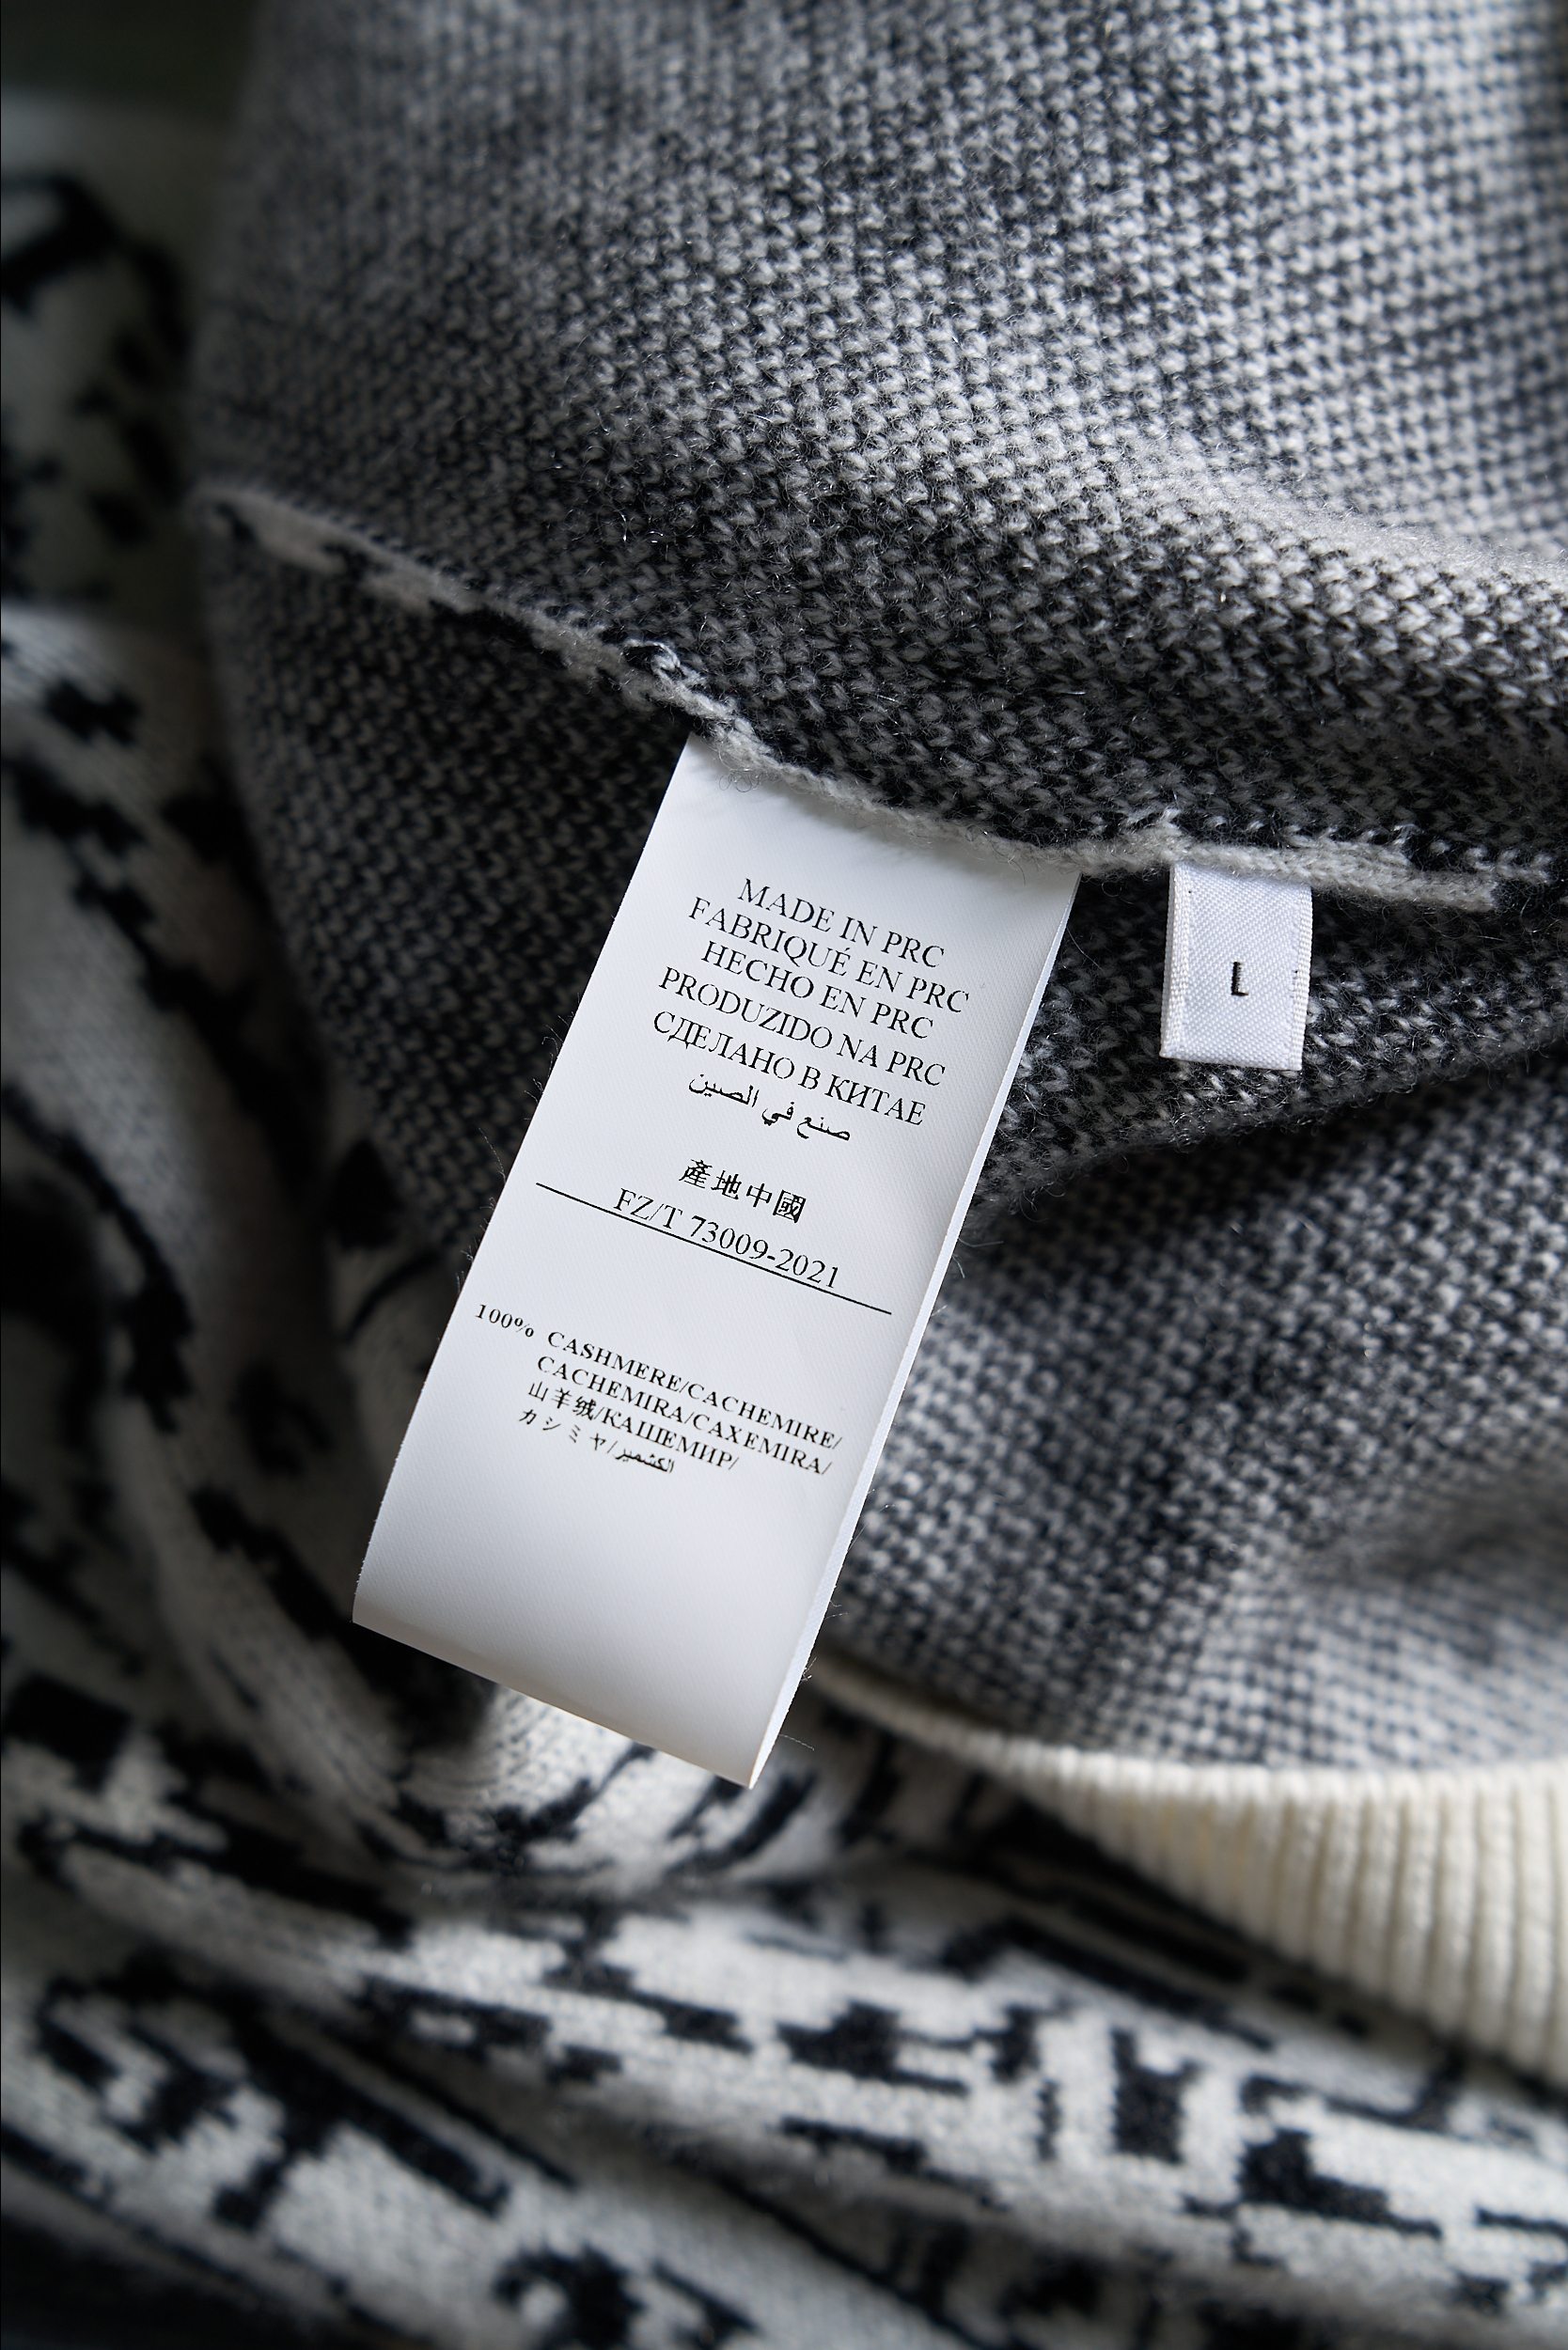 MADE IN PRC
FABRIQUÉ EN PRC
HECHO EN PRC
PRODUZIDO NA PRC
СДЕЛАНО В КИТАЕ
صنع في الصين
產地中國
FZ/T 73009-2021
100% CASHMERE/CACHEMIRE/
CACHEMIRA/CAXEMIRA/
山羊绒/КАШЕМИР/
カシミヤ/الكشمير
L